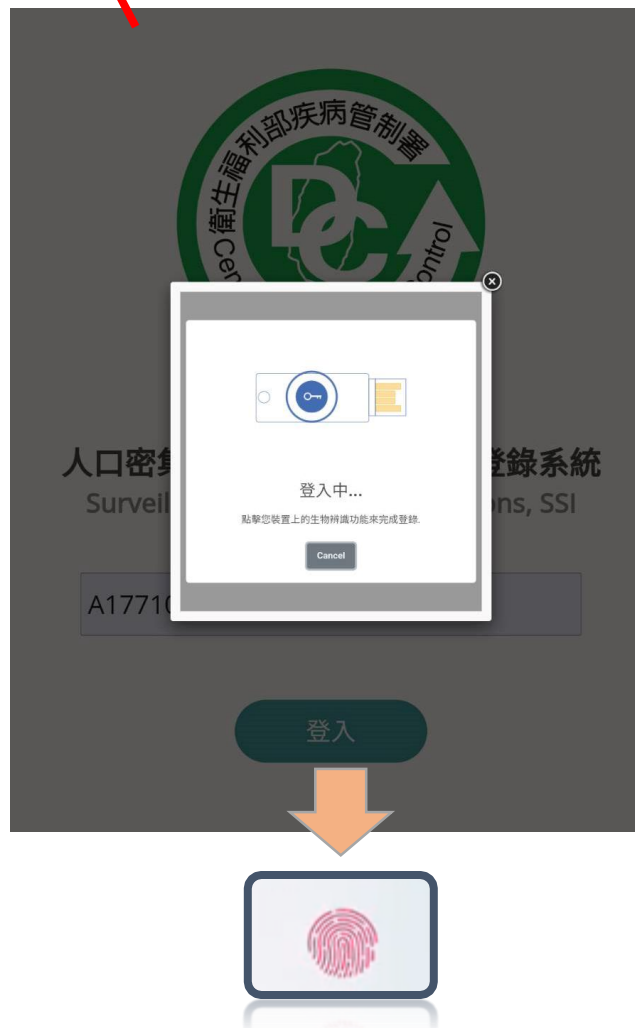 衛生福利部疾病管制署
DC
登入中...
點擊您裝置上的生物辨識功能來完成登錄.
Cancel
人口密
登錄系統
Surveil
ons, SSI
A1771
登入